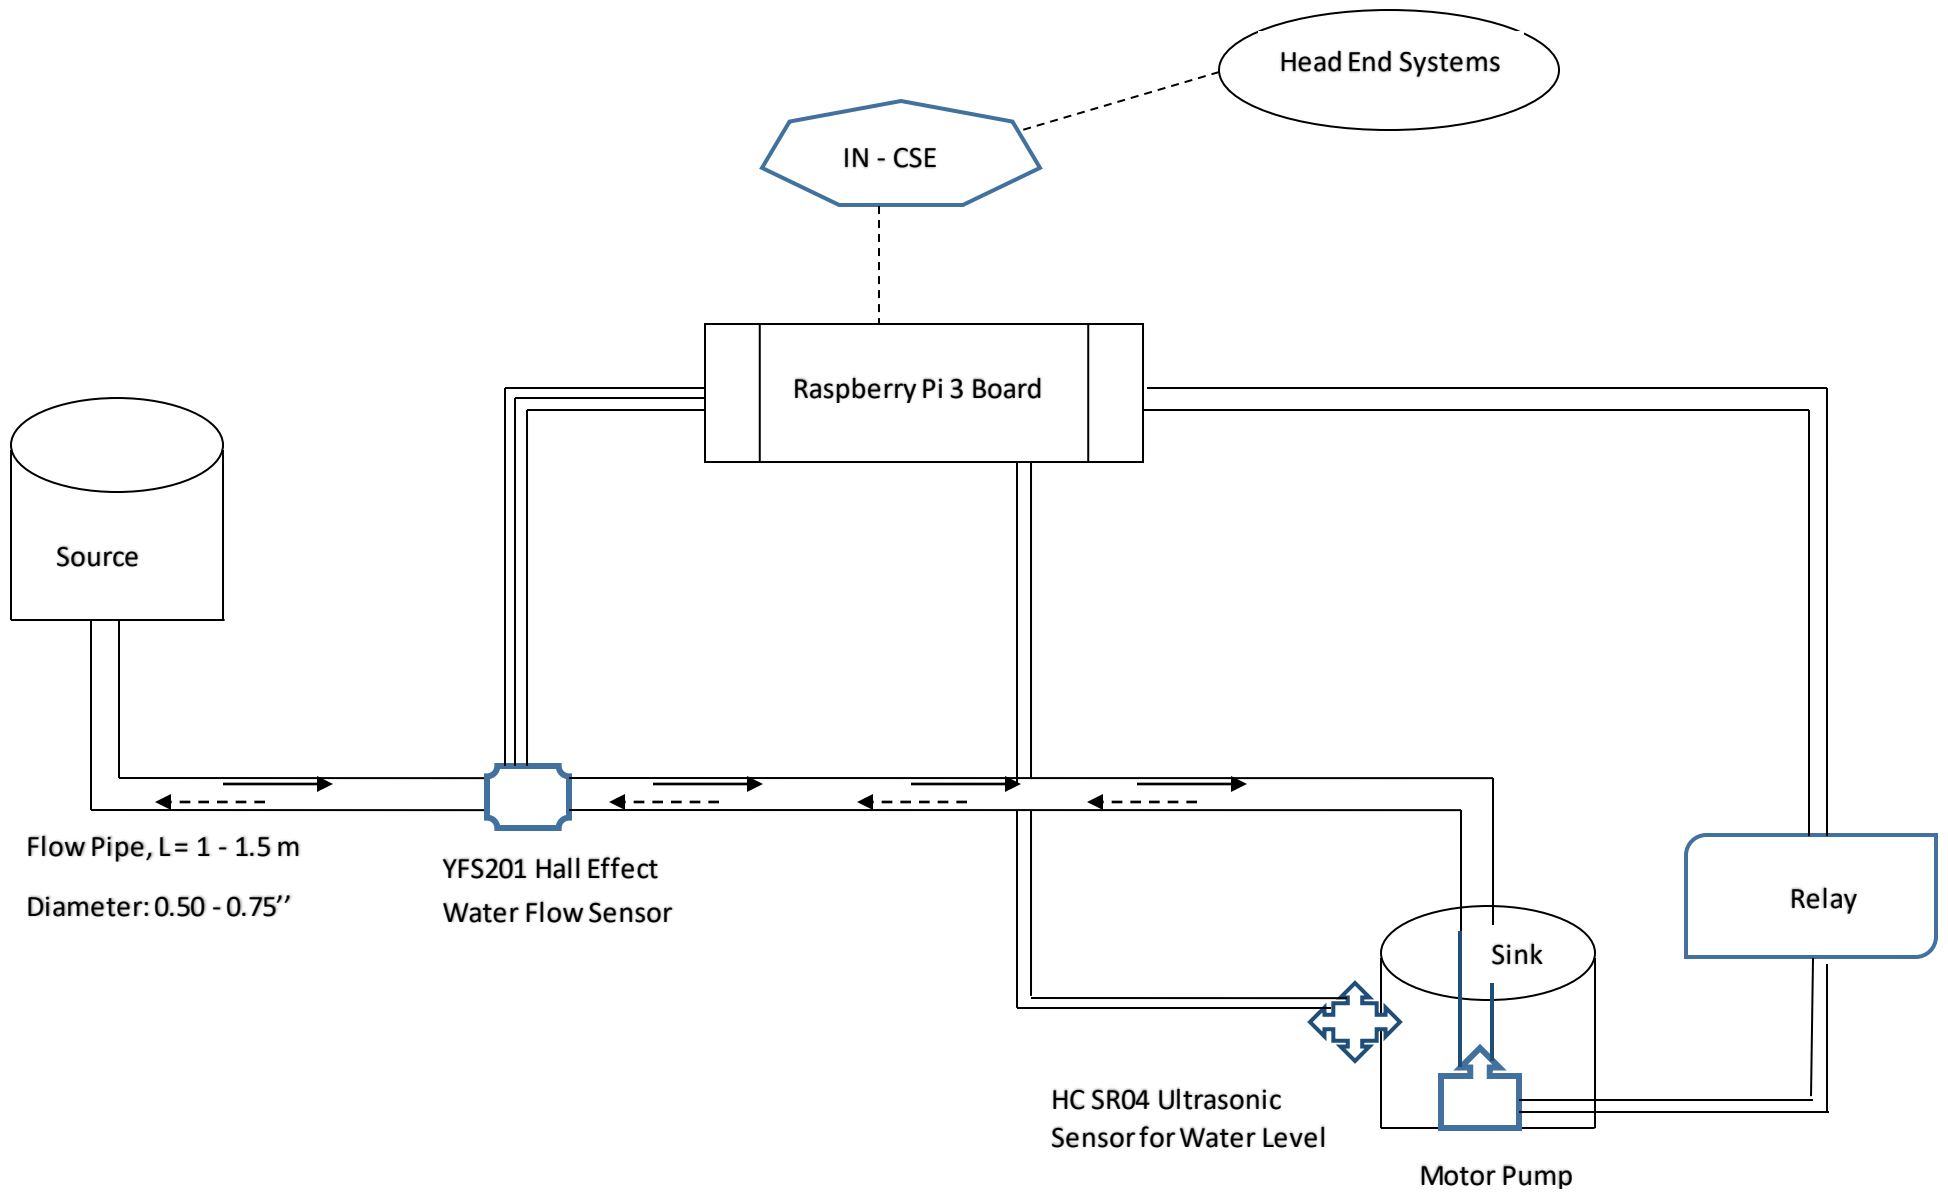 Head End Systems
IN - CSE
Raspberry Pi 3 Board
Source
Flow Pipe, L = 1 - 1.5 m
Diameter: 0.50 - 0.75’’
YFS201 Hall Effect
Water Flow Sensor
Relay
Sink
HC SR04 Ultrasonic
Sensor for Water Level
Motor Pump